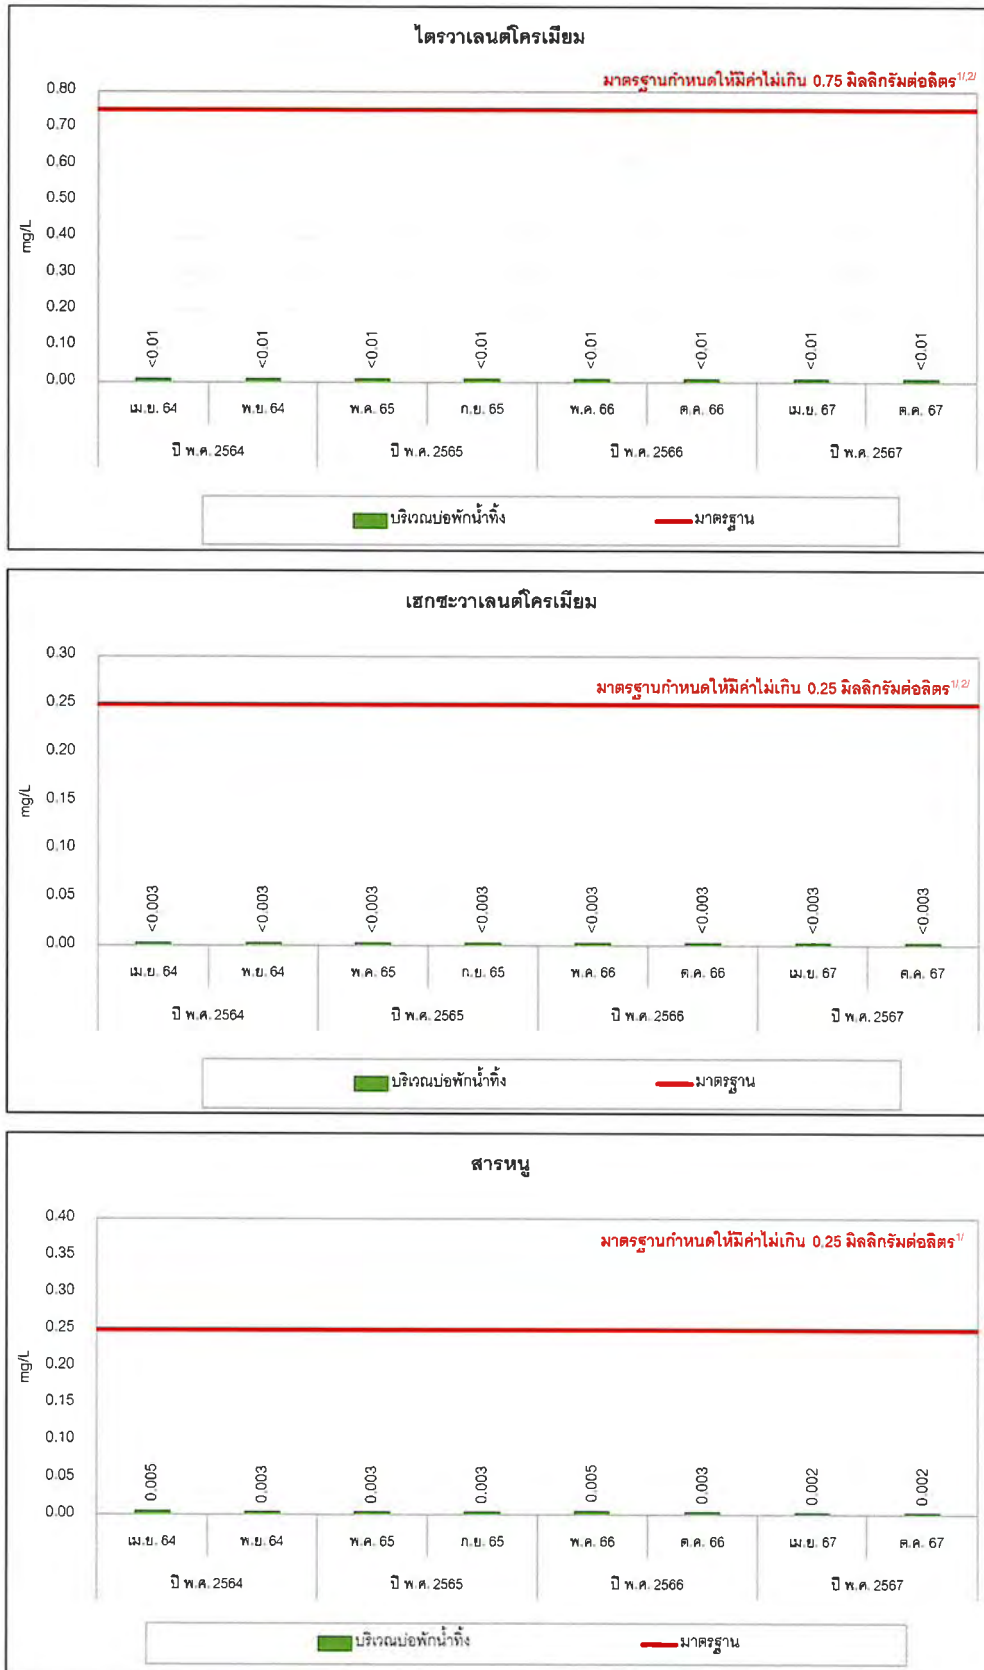 ไตรวาเลนต์โครเมียม
มาตรฐานกำหนดให้มีค่าไม่เกิน 0.75 มิลลิกรัมต่อลิตร1/,2/
0.80
0.70
0.60
0.50
0.40
0.30
0.20
0.10
0.00
mg/L
<0.01 <0.01 <0.01 <0.01 <0.01 <0.01 <0.01 <0.01
เม.ย. 64 พ.ย. 64 พ.ค. 65 ก.ย. 65 พ.ค. 66 ต.ค. 66 เม.ย. 67 ต.ค. 67
ปี พ.ศ. 2564 ปี พ.ศ. 2565 ปี พ.ศ. 2566 ปี พ.ศ. 2567
บริเวณบ่อพักน้ำทิ้ง มาตรฐาน
เฮกซะวาเลนต์โครเมียม
มาตรฐานกำหนดให้มีค่าไม่เกิน 0.25 มิลลิกรัมต่อลิตร1/,2/
0.30
0.25
0.20
0.15
0.10
0.05
0.00
mg/L
<0.003 <0.003 <0.003 <0.003 <0.003 <0.003 <0.003 <0.003
เม.ย. 64 พ.ย. 64 พ.ค. 65 ก.ย. 65 พ.ค. 66 ต.ค. 66 เม.ย. 67 ต.ค. 67
ปี พ.ศ. 2564 ปี พ.ศ. 2565 ปี พ.ศ. 2566 ปี พ.ศ. 2567
บริเวณบ่อพักน้ำทิ้ง มาตรฐาน
สารหนู
มาตรฐานกำหนดให้มีค่าไม่เกิน 0.25 มิลลิกรัมต่อลิตร1/
0.40
0.35
0.30
0.25
0.20
0.15
0.10
0.05
0.00
mg/L
0.005 0.003 0.003 0.003 0.005 0.003 0.002 0.002
เม.ย. 64 พ.ย. 64 พ.ค. 65 ก.ย. 65 พ.ค. 66 ต.ค. 66 เม.ย. 67 ต.ค. 67
ปี พ.ศ. 2564 ปี พ.ศ. 2565 ปี พ.ศ. 2566 ปี พ.ศ. 2567
บริเวณบ่อพักน้ำทิ้ง มาตรฐาน